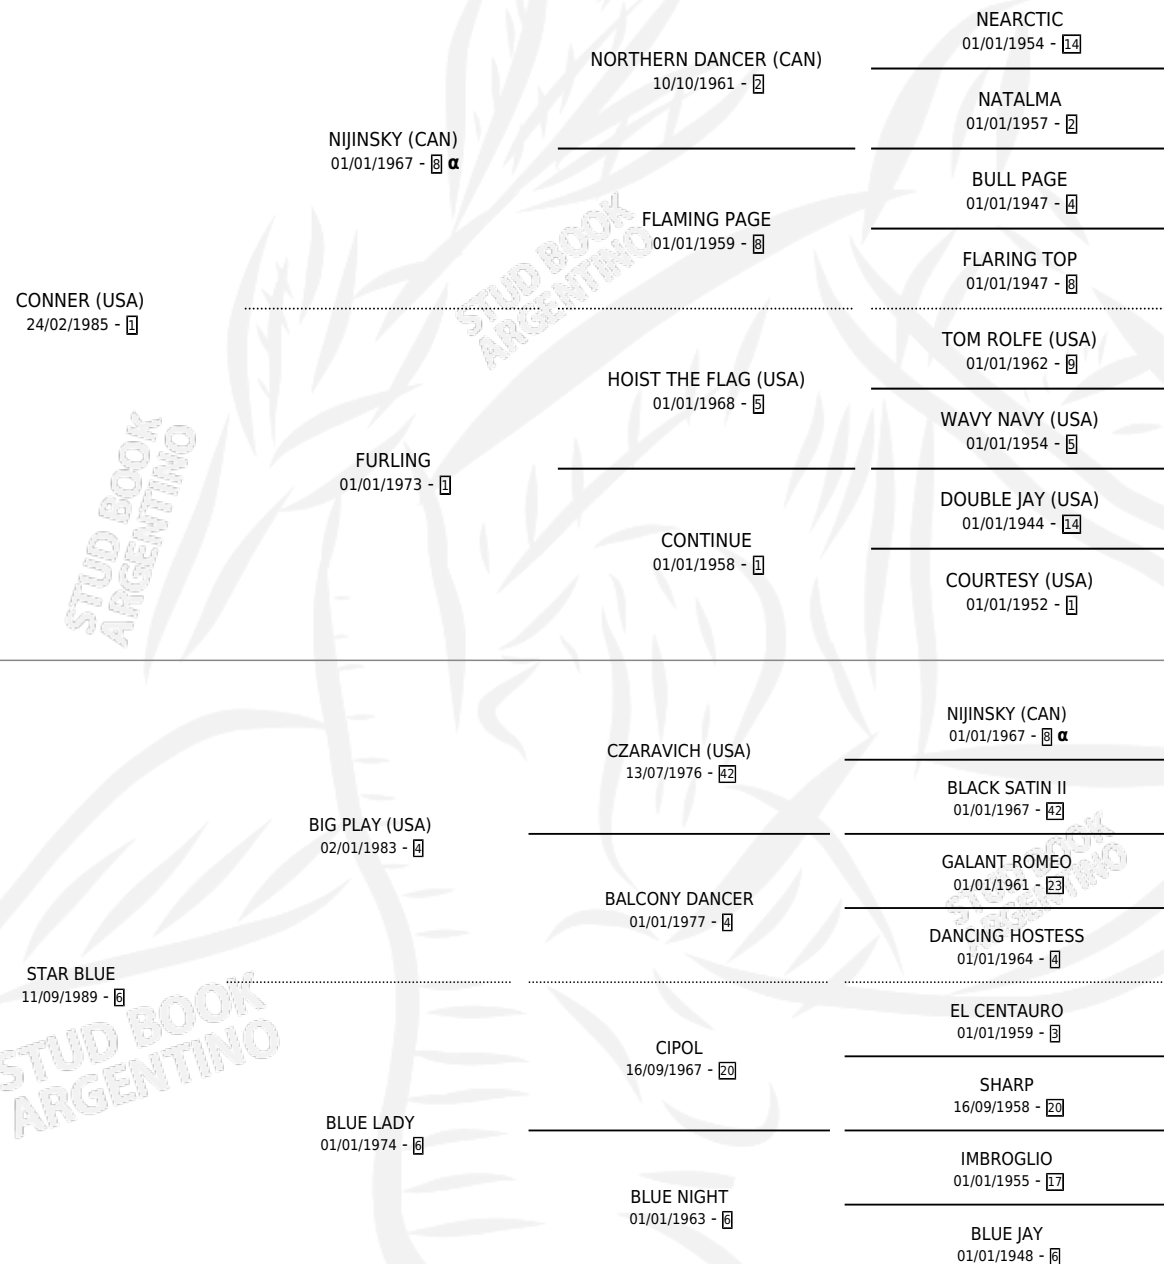 NEARCTIC
01/01/1954 - 14
NORTHERN DANCER (CAN)
10/10/1961 - 2
NATALMA
01/01/1957 - 2
NIJINSKY (CAN)
01/01/1967 - 8 α
BULL PAGE
01/01/1947 - 4
FLAMING PAGE
01/01/1959 - 8
FLARING TOP
01/01/1947 - 8
STUD BOOK
ARGENTINO
CONNER (USA)
24/02/1985 - 1
TOM ROLFE (USA)
01/01/1962 - 9
HOIST THE FLAG (USA)
01/01/1968 - 5
WAVY NAVY (USA)
01/01/1954 - 5
FURLING
01/01/1973 - 1
DOUBLE JAY (USA)
01/01/1944 - 14
CONTINUE
01/01/1958 - 1
COURTESY (USA)
01/01/1952 - 1
STUD BOOK
ARGENTINO
NIJINSKY (CAN)
01/01/1967 - 8 α
CZARAVICH (USA)
13/07/1976 - 42
BLACK SATIN II
01/01/1967 - 42
BIG PLAY (USA)
02/01/1983 - 4
GALANT ROMEO
01/01/1961 - 23
BALCONY DANCER
01/01/1977 - 4
DANCING HOSTESS
01/01/1964 - 4
STUD BOOK
ARGENTINO
STAR BLUE
11/09/1989 - 6
EL CENTAURO
01/01/1959 - 3
CIPOL
16/09/1967 - 20
SHARP
16/09/1958 - 20
BLUE LADY
01/01/1974 - 6
IMBROGLIO
01/01/1955 - 17
BLUE NIGHT
01/01/1963 - 6
BLUE JAY
01/01/1948 - 6
STUD BOOK
ARGENTINO